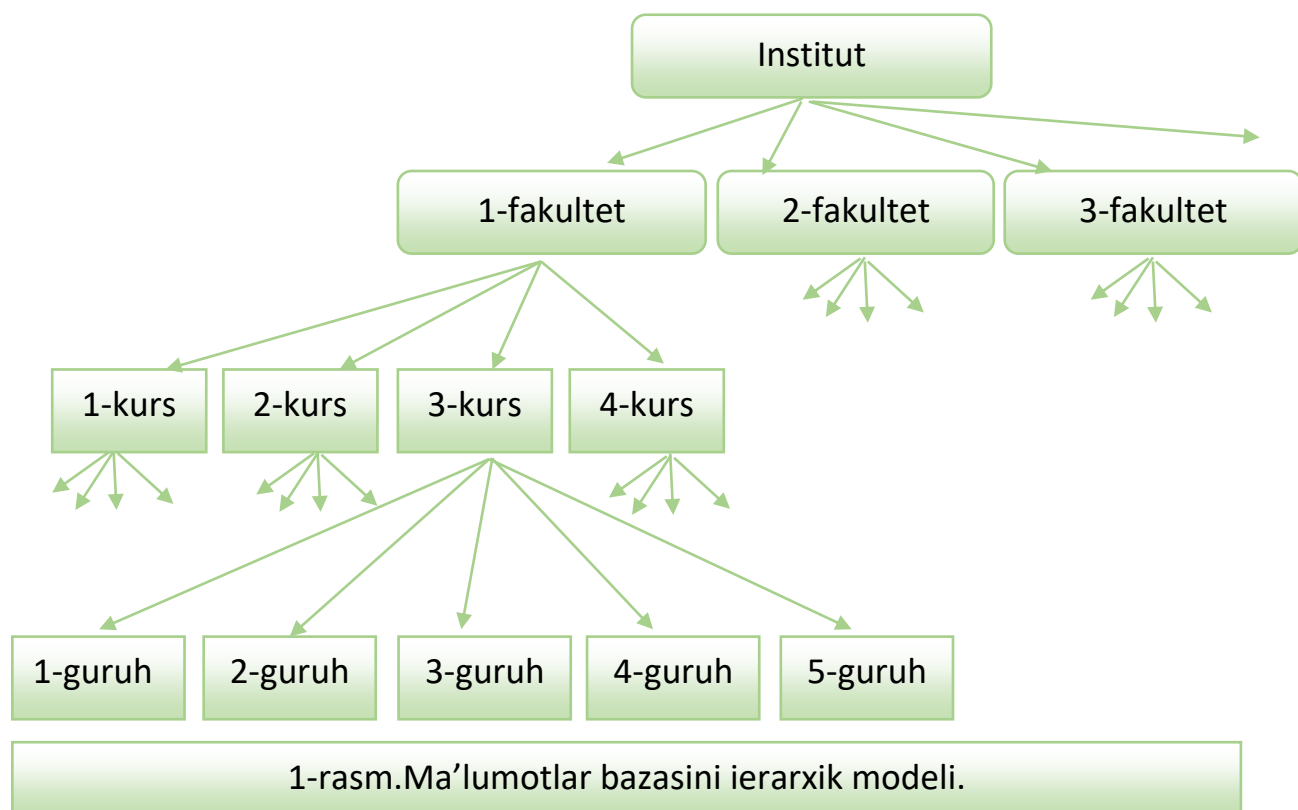 Institut
1-fakultet
2-fakultet
3-fakultet
1-kurs
2-kurs
3-kurs
4-kurs
1-guruh
2-guruh
3-guruh
4-guruh
5-guruh
1-rasm.Ma’lumotlar bazasini ierarxik modeli.